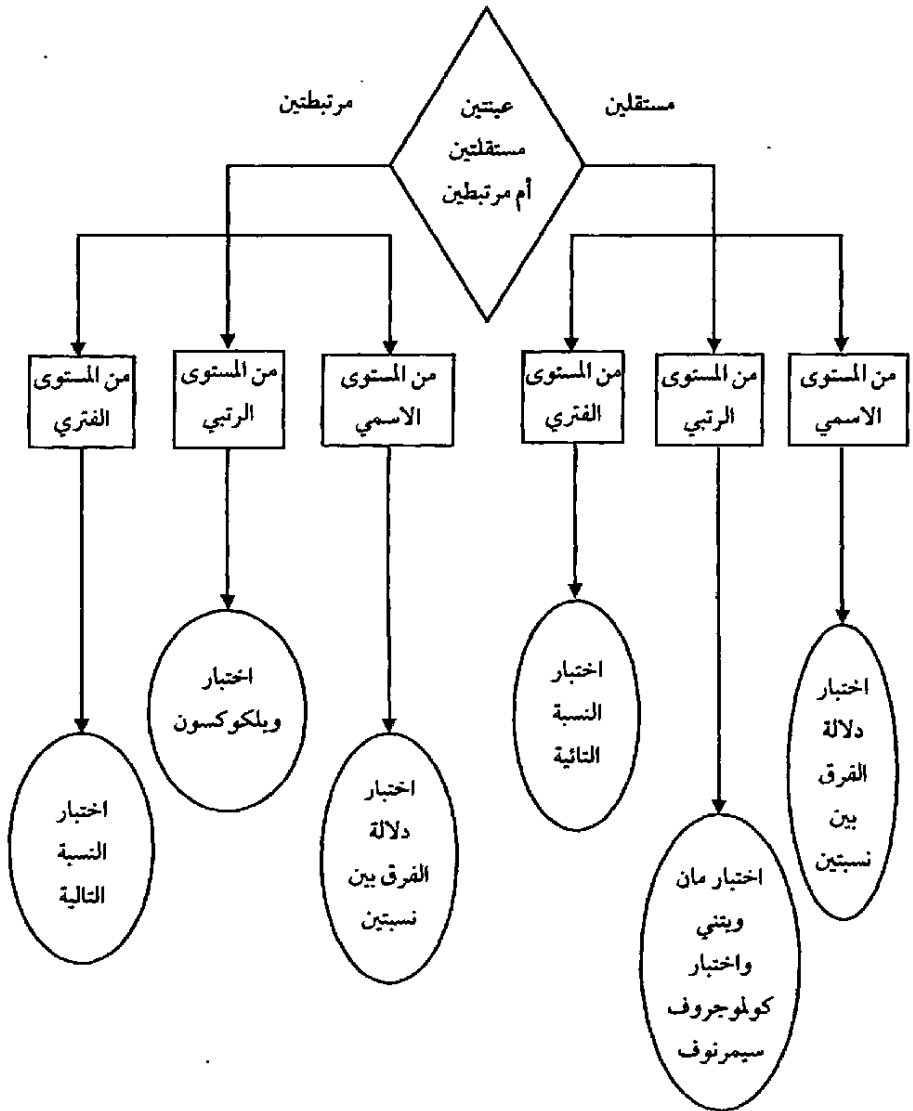 مستقلين
مرتبطتين
عينتين
مستقلتين
أم مرتبطين
من المستوى
الاسمي
من المستوى
الرتبي
من المستوى
الفتري
من المستوى
الاسمي
من المستوى
الرتبي
من المستوى
الفتري
اختبار
دلالة
الفرق
بين
نسبتين
اختبار مان
ويتني
واختبار
كولموجروف
سيمرنوف
اختبار
النسبة
التائية
اختبار
دلالة
الفرق بين
نسبتين
اختبار
ويلكوكسون
اختبار
النسبة
التالية